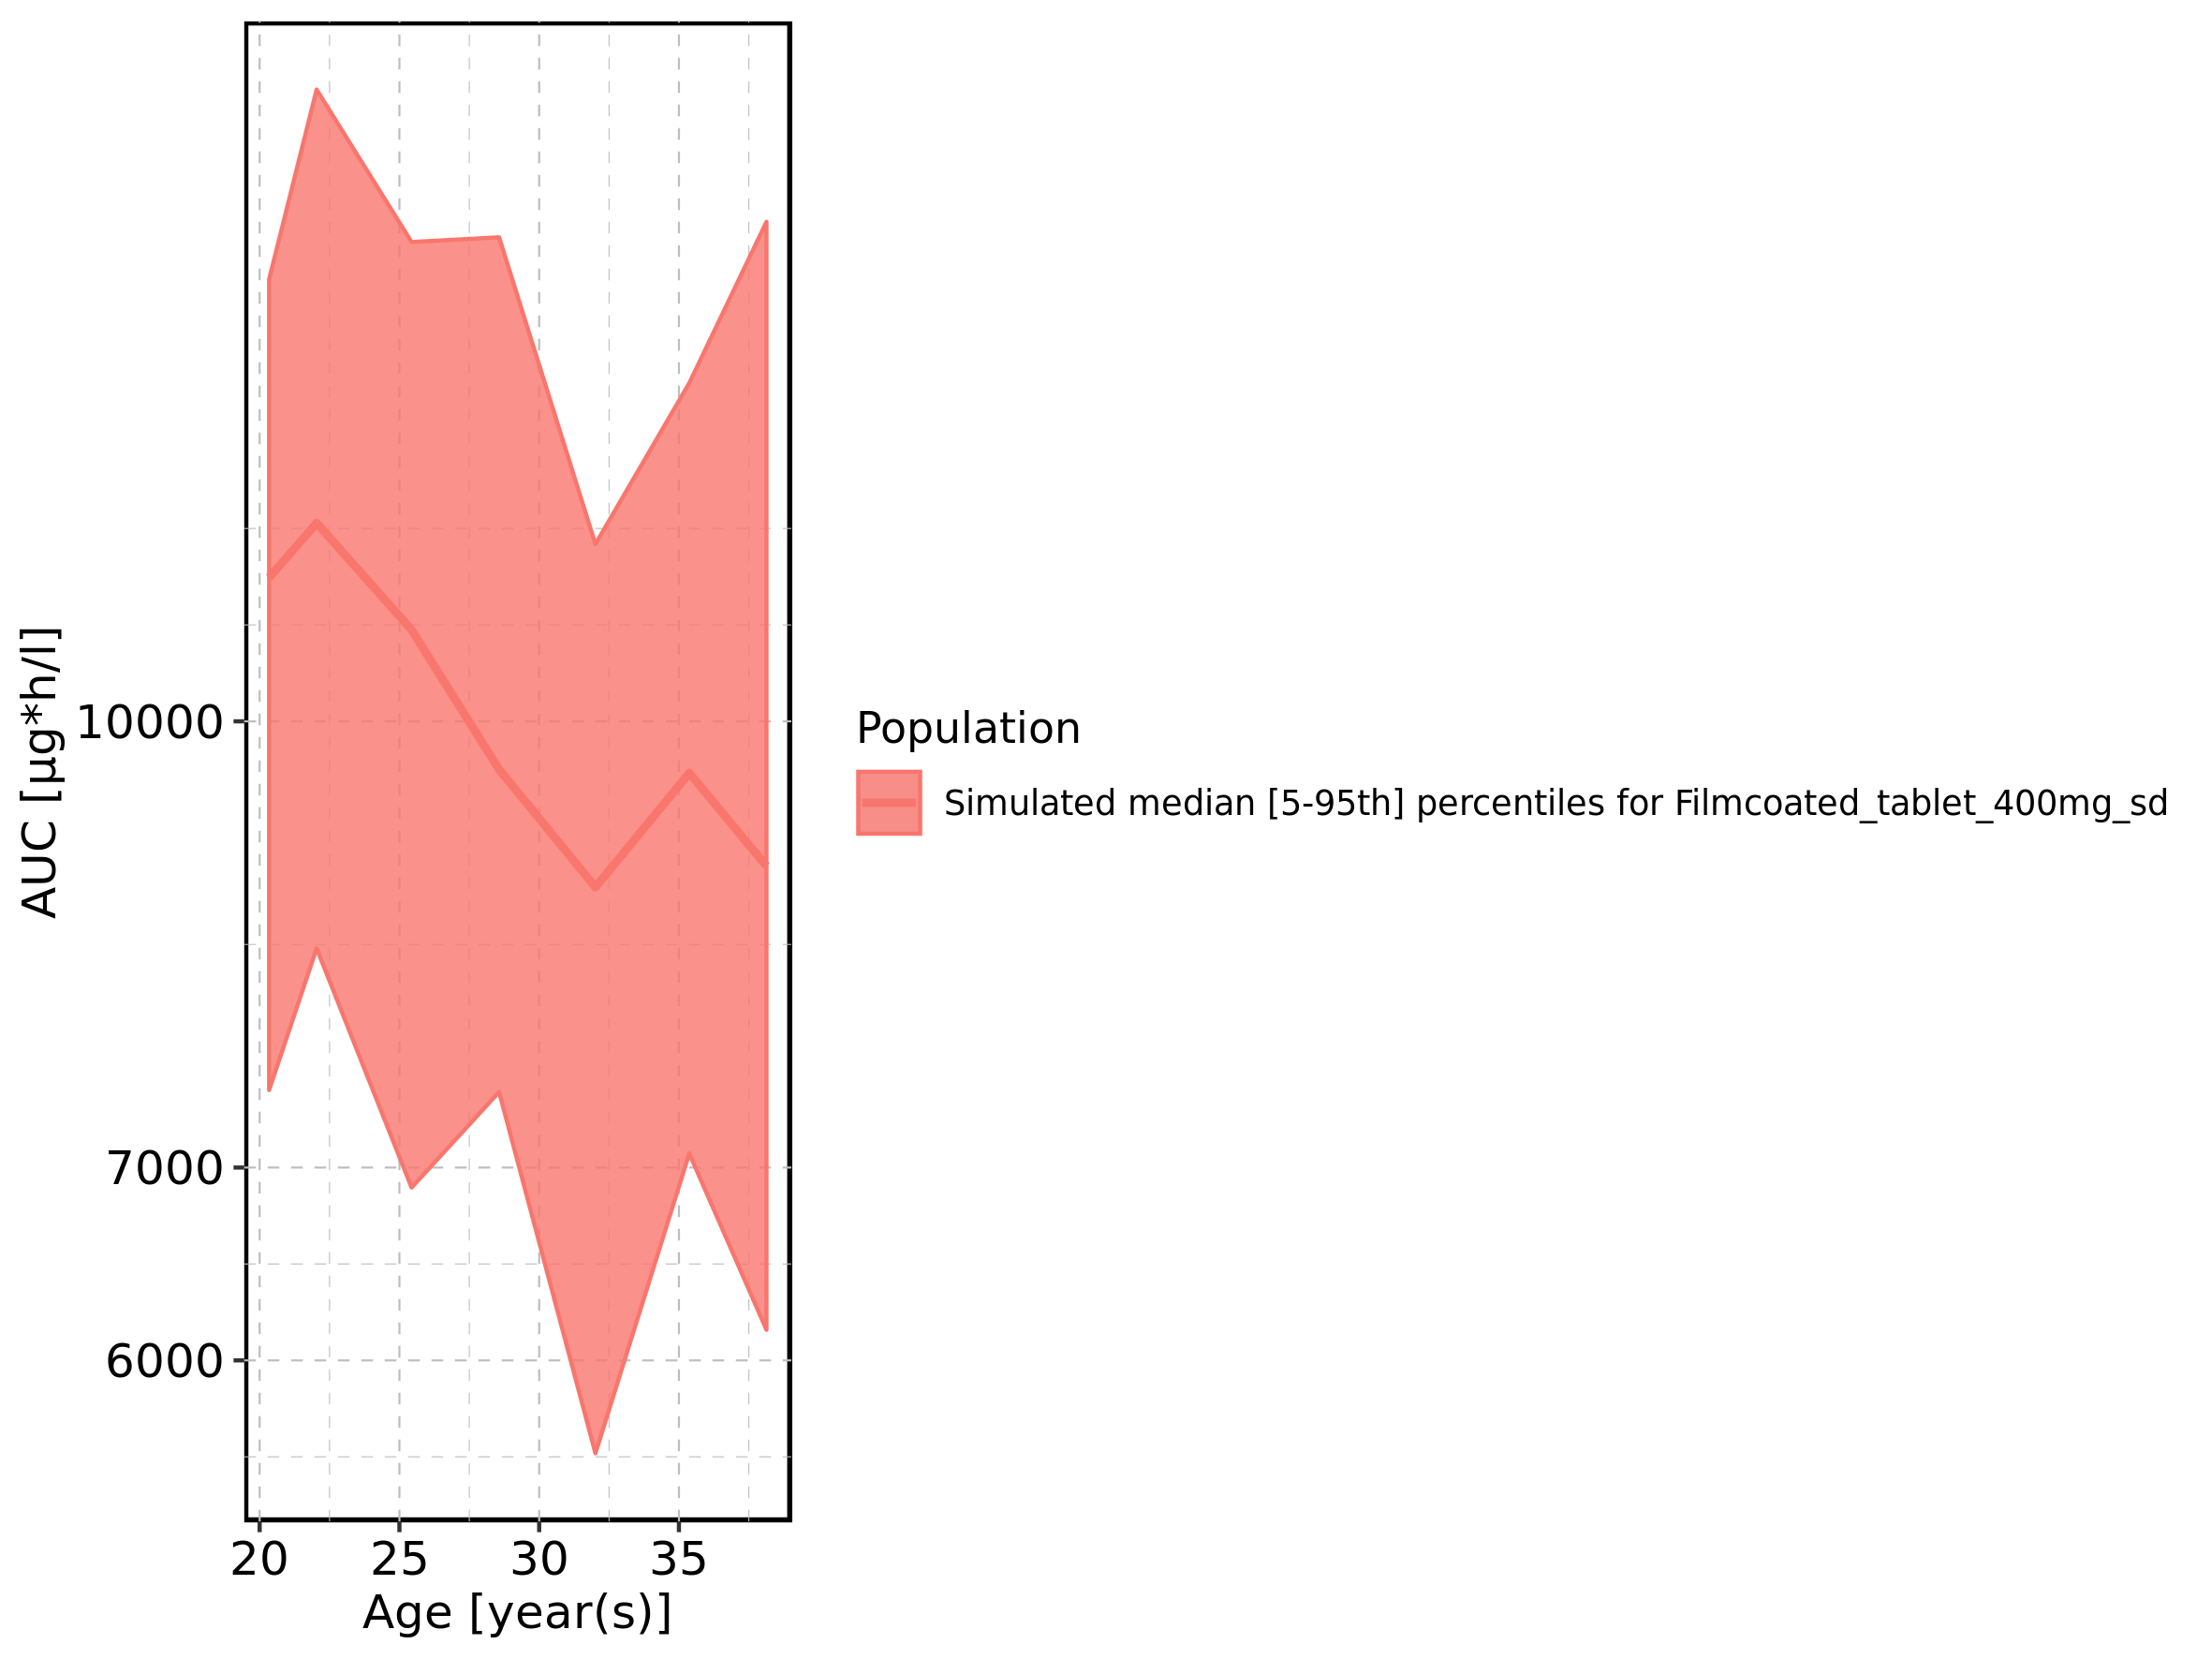 AUC [µg*h/l]
10000
7000
6000
20 25 30 35
Age [year(s)]
Population
Simulated median [5-95th] percentiles for Filmcoated_tablet_400mg_sd